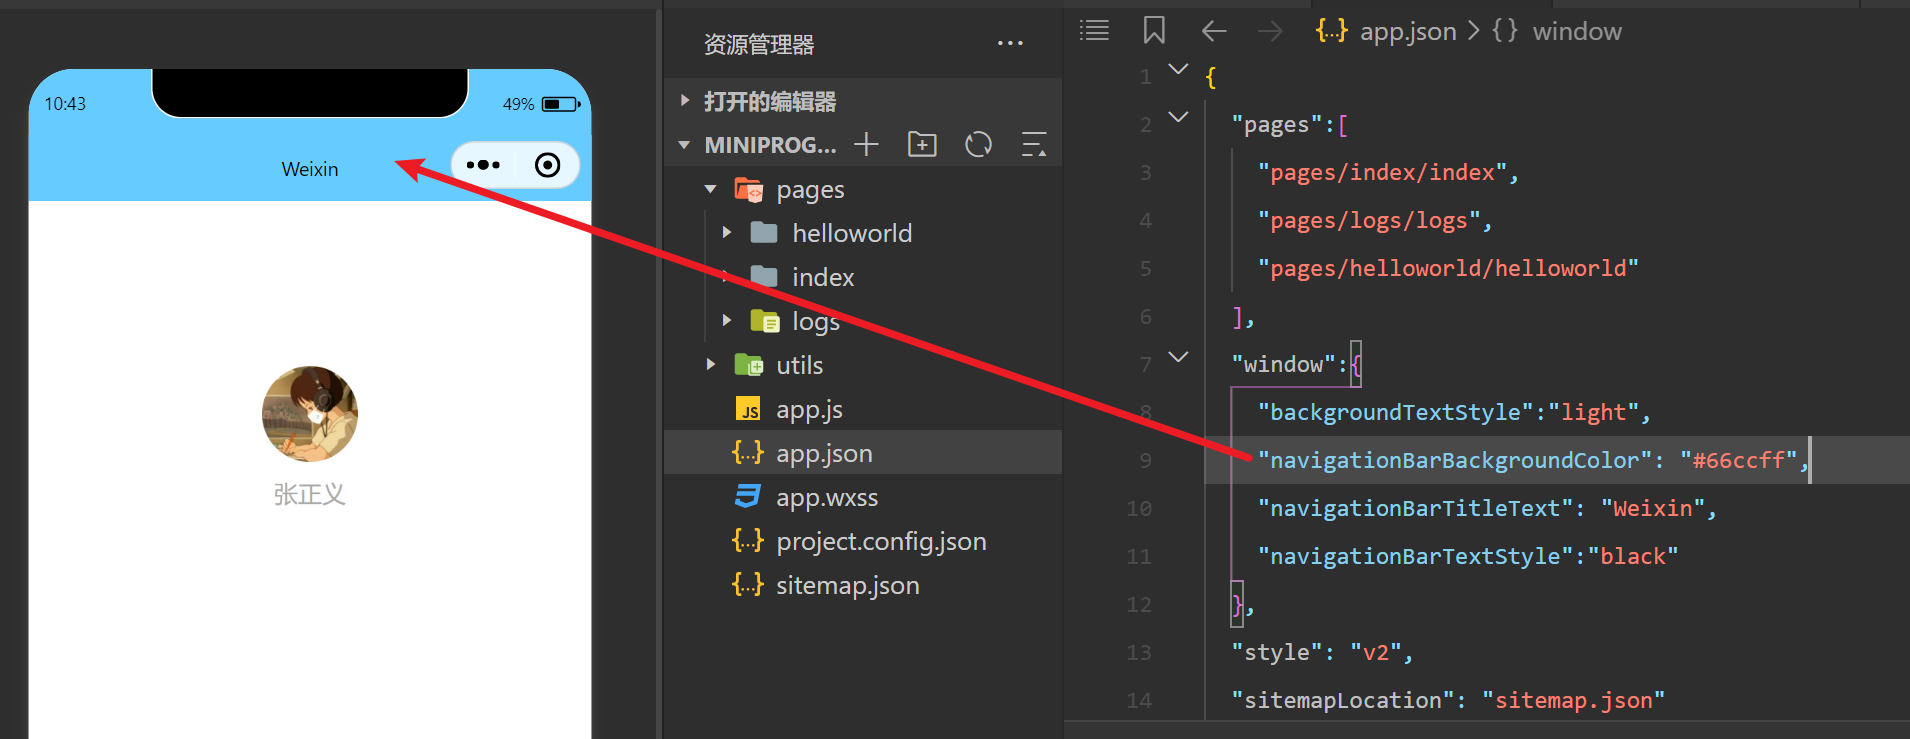 10:43
49%
Weixin
张正义
资源管理器
打开的编辑器
MINIPROG...
pages
helloworld
index
logs
utils
JS app.js
{..} app.json
app.wxss
{..} project.config.json
{..} sitemap.json
{..} app.json > {} window
1 {
2 "pages":[
3 "pages/index/index",
4 "pages/logs/logs",
5 "pages/helloworld/helloworld"
6 ],
7 "window":{
8 "backgroundTextStyle":"light",
9 "navigationBarBackgroundColor": "#66ccff",
10 "navigationBarTitleText": "Weixin",
11 "navigationBarTextStyle":"black"
12 },
13 "style": "v2",
14 "sitemapLocation": "sitemap.json"